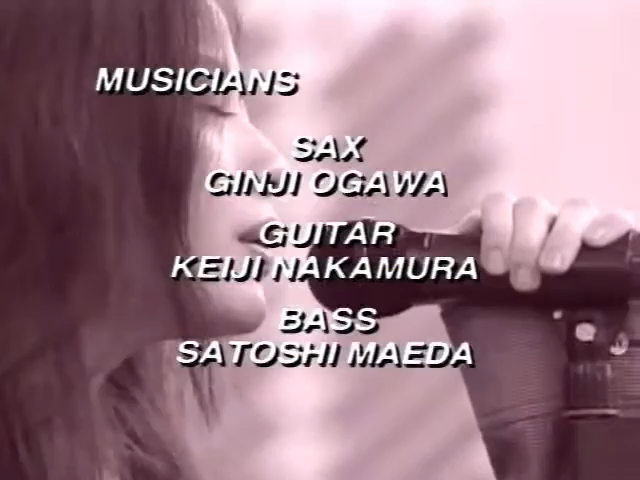 MUSICIANS
SAX
GINJI OGAWA
GUITAR
KEIJI NAKAMURA
BASS
SATOSHI MAEDA